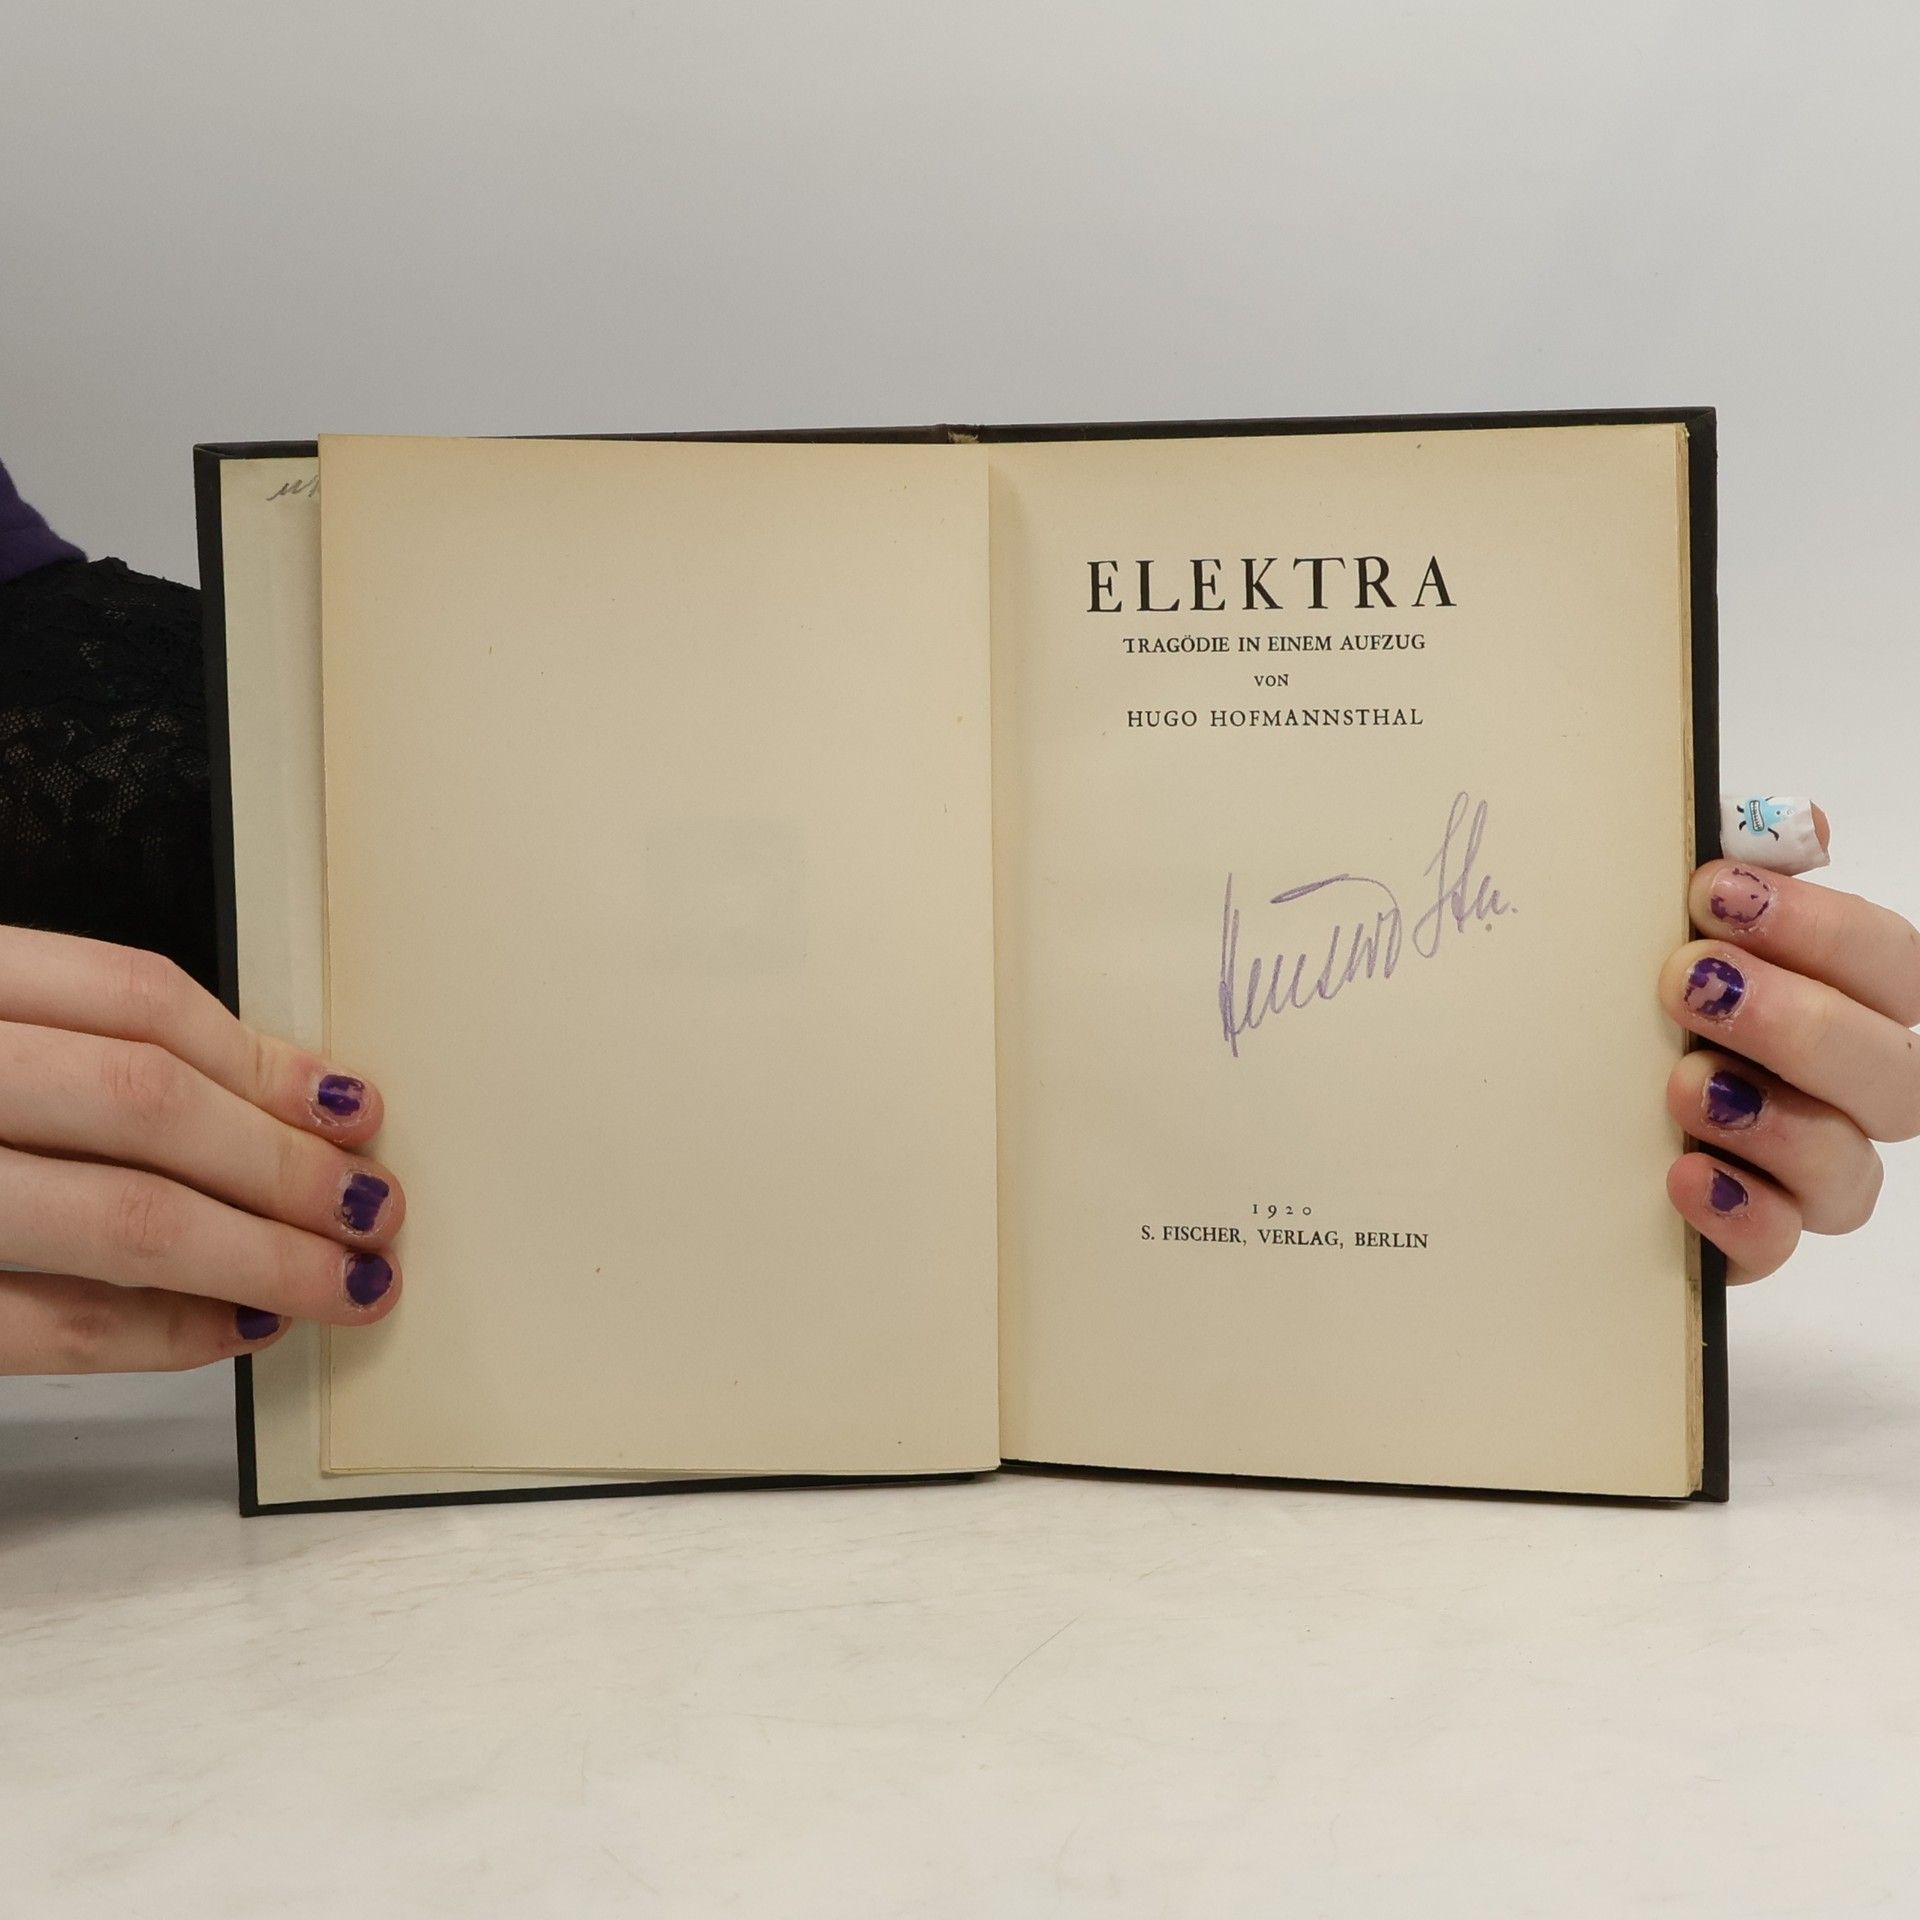 ELEKTRA
TRAGÖDIE IN EINEM AUFZUG
VON
HUGO HOFMANNSTHAL
1920
S. FISCHER, VERLAG, BERLIN